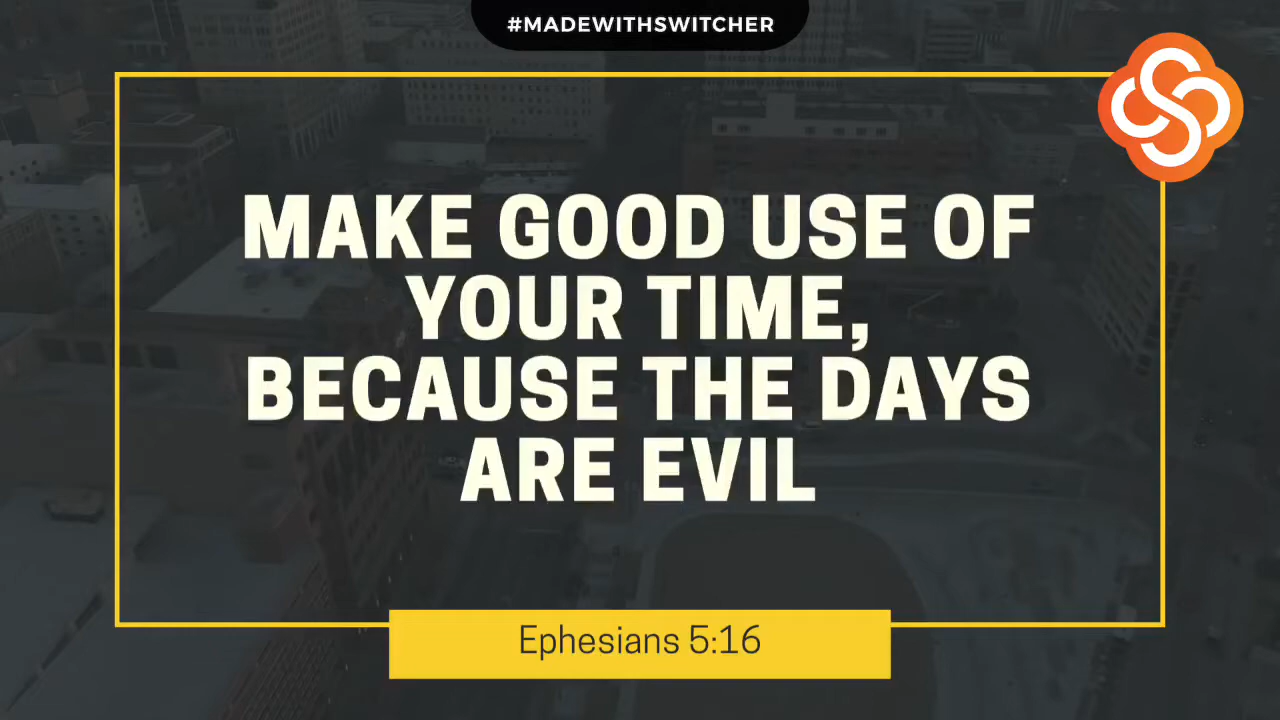 #MADEWITHSWITCHER
MAKE GOOD USE OF
YOUR TIME,
BECAUSE THE DAYS
ARE EVIL
Ephesians 5:16